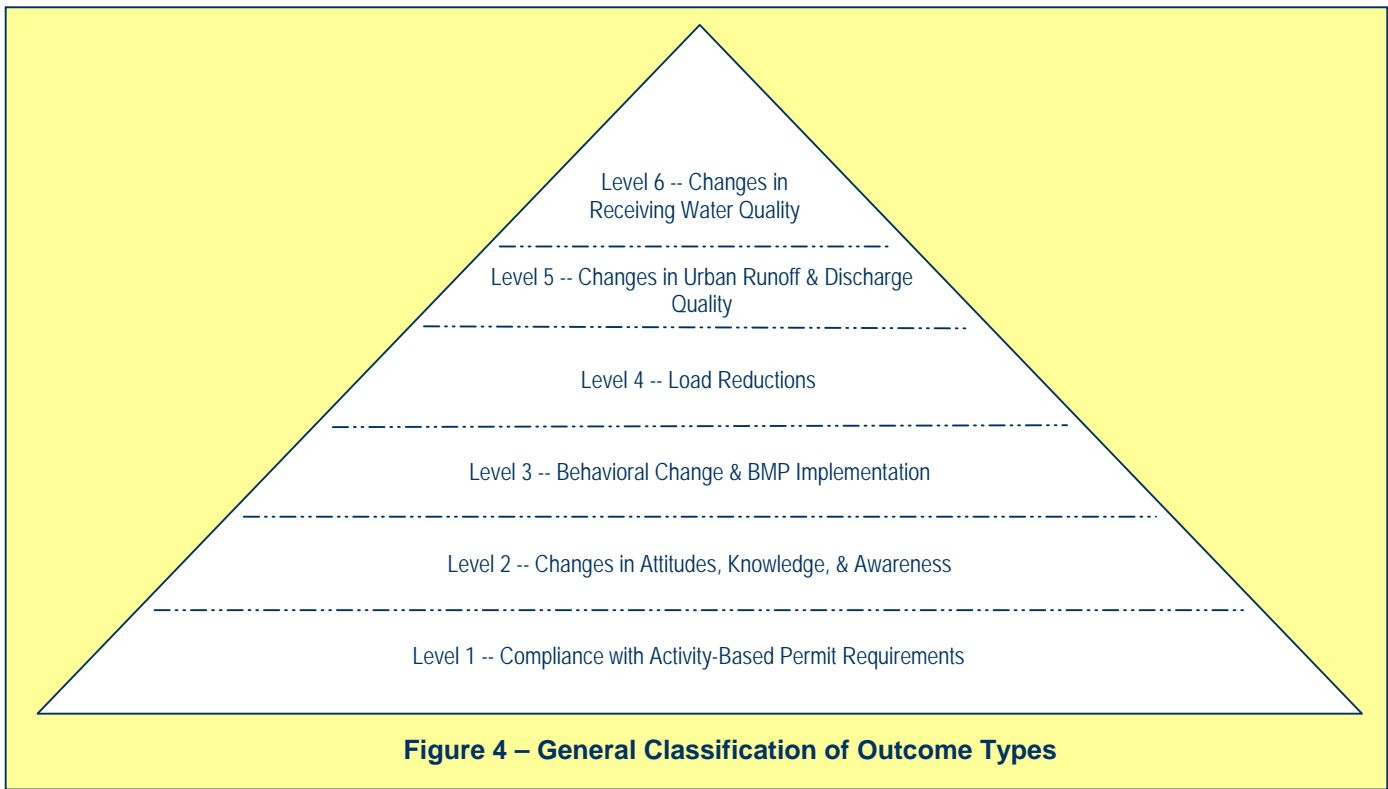 Level 6 -- Changes in
Receiving Water Quality
Level 5 -- Changes in Urban Runoff & Discharge
Quality
Level 4 -- Load Reductions
Level 3 -- Behavioral Change & BMP Implementation
Level 2 -- Changes in Attitudes, Knowledge, & Awareness
Level 1 -- Compliance with Activity-Based Permit Requirements
Figure 4 – General Classification of Outcome Types